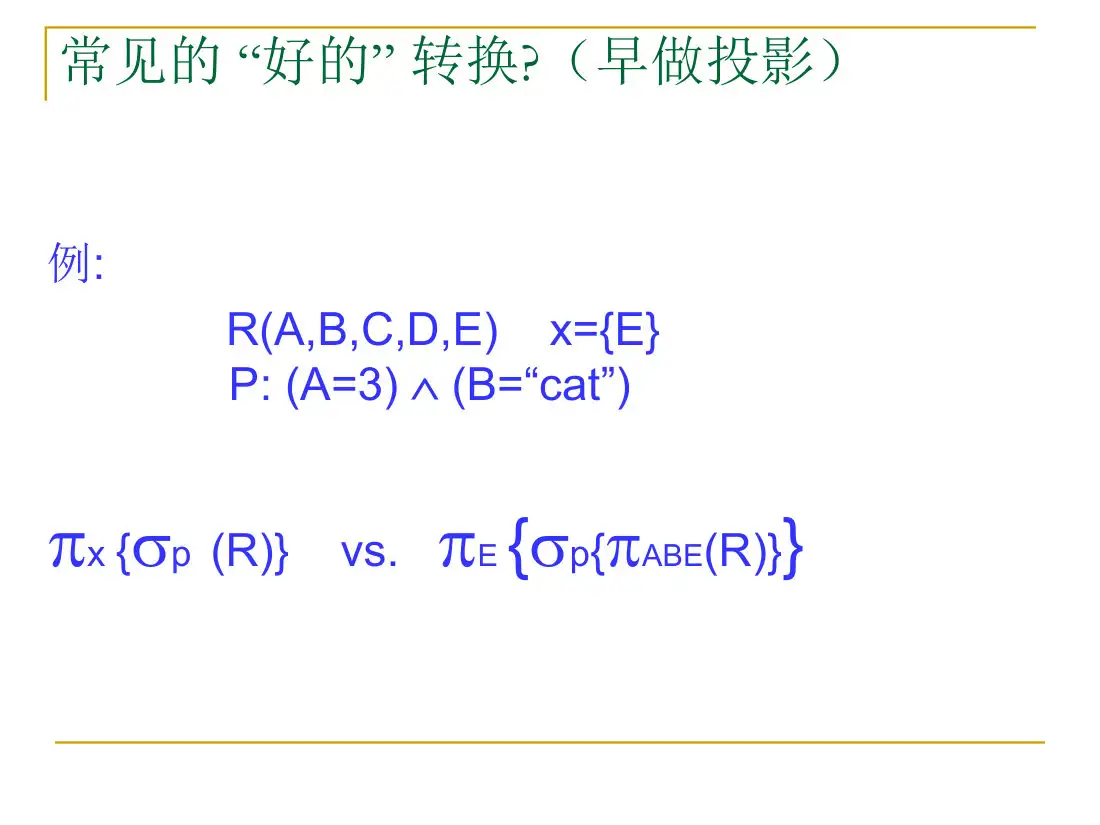 常见的 “好的” 转换?（早做投影）
例:
R(A,B,C,D,E) x={E}
P: (A=3) ∧ (B=“cat”)
πx {σp (R)} vs. πE {σp{πABE(R)}}